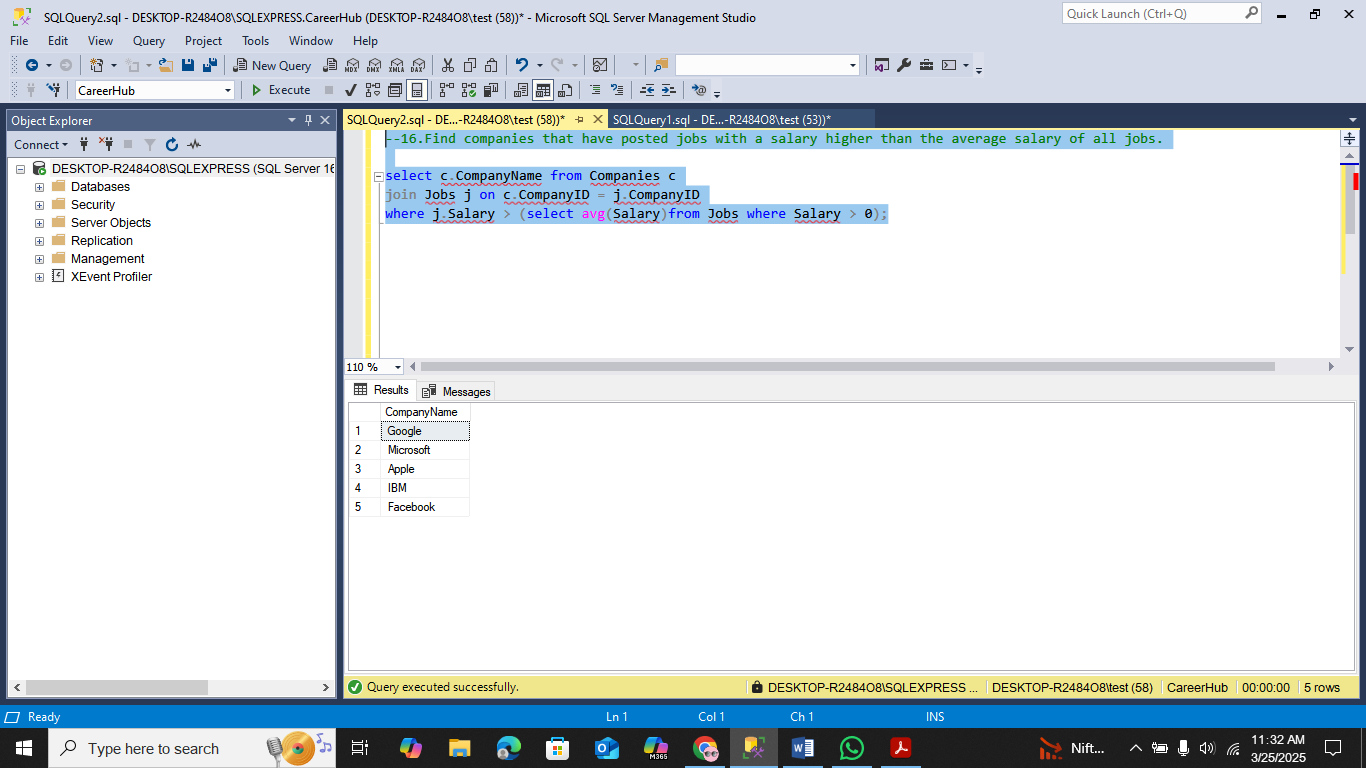 SQLQuery2.sql - DESKTOP-R2484O8\SQLEXPRESS.CareerHub (DESKTOP-R2484O8\test (58))* - Microsoft SQL Server Management Studio
Quick Launch (Ctrl+Q)
File Edit View Query Project Tools Window Help
New Query
MDX DMX XMLA DAX
CareerHub
Execute
Object Explorer
SQLQuery2.sql - DE...-R2484O8\test (58))*
SQLQuery1.sql - DE...-R2484O8\test (53))*
Connect
DESKTOP-R2484O8\SQLEXPRESS (SQL Server 16
Databases
Security
Server Objects
Replication
Management
XEvent Profiler
--16.Find companies that have posted jobs with a salary higher than the average salary of all jobs.
select c.CompanyName from Companies c
join Jobs j on c.CompanyID = j.CompanyID
where j.Salary > (select avg(Salary)from Jobs where Salary > 0);
110 %
Results Messages
CompanyName
1 Google
2 Microsoft
3 Apple
4 IBM
5 Facebook
Query executed successfully.
DESKTOP-R2484O8\SQLEXPRESS ... DESKTOP-R2484O8\test (58) CareerHub 00:00:00 5 rows
Ready Ln 1 Col 1 Ch 1 INS
Type here to search
M365
Nift...
11:32 AM
3/25/2025